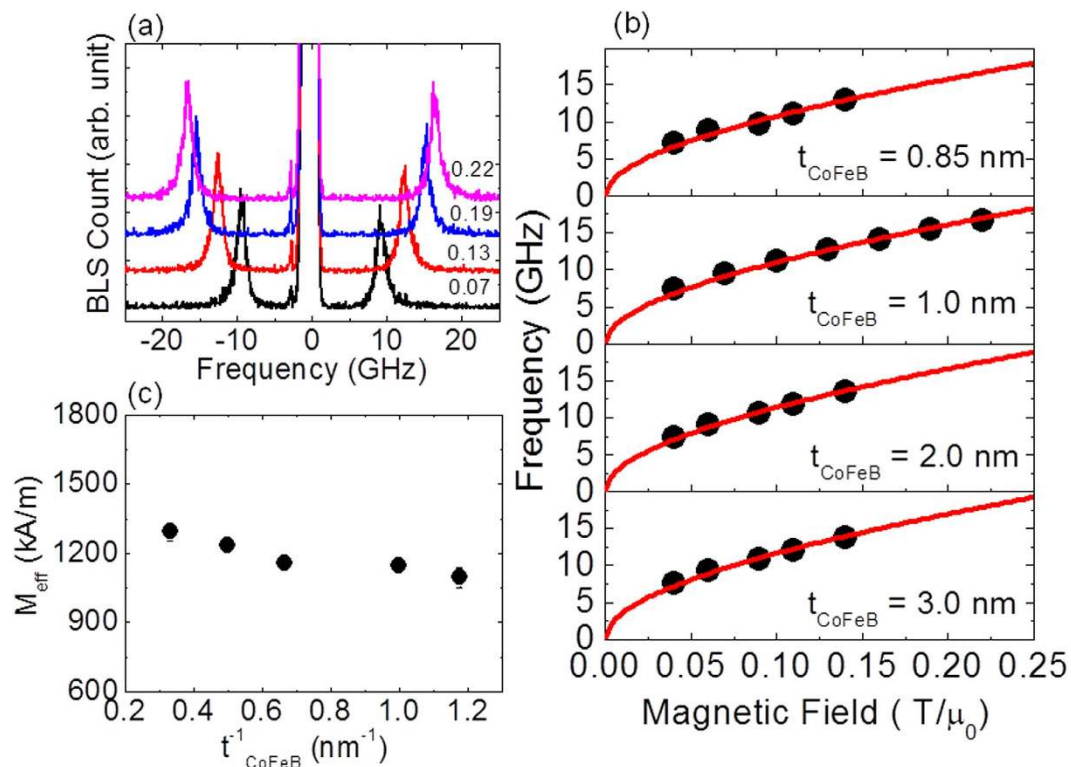 (a)
BLS Count (arb. unit)
0.22
0.19
0.13
0.07
-20 -10 0 10 20
Frequency (GHz)
(b)
Frequency (GHz)
15
10
5
0
t_CoFeB = 0.85 nm
15
10
5
0
t_CoFeB = 1.0 nm
15
10
5
0
t_CoFeB = 2.0 nm
15
10
5
0
t_CoFeB = 3.0 nm
0.00 0.05 0.10 0.15 0.20 0.25
Magnetic Field ( T/μ₀)
(c)
M_eff (kA/m)
1800
1500
1200
900
600
0.2 0.4 0.6 0.8 1.0 1.2
t⁻¹_CoFeB (nm⁻¹)